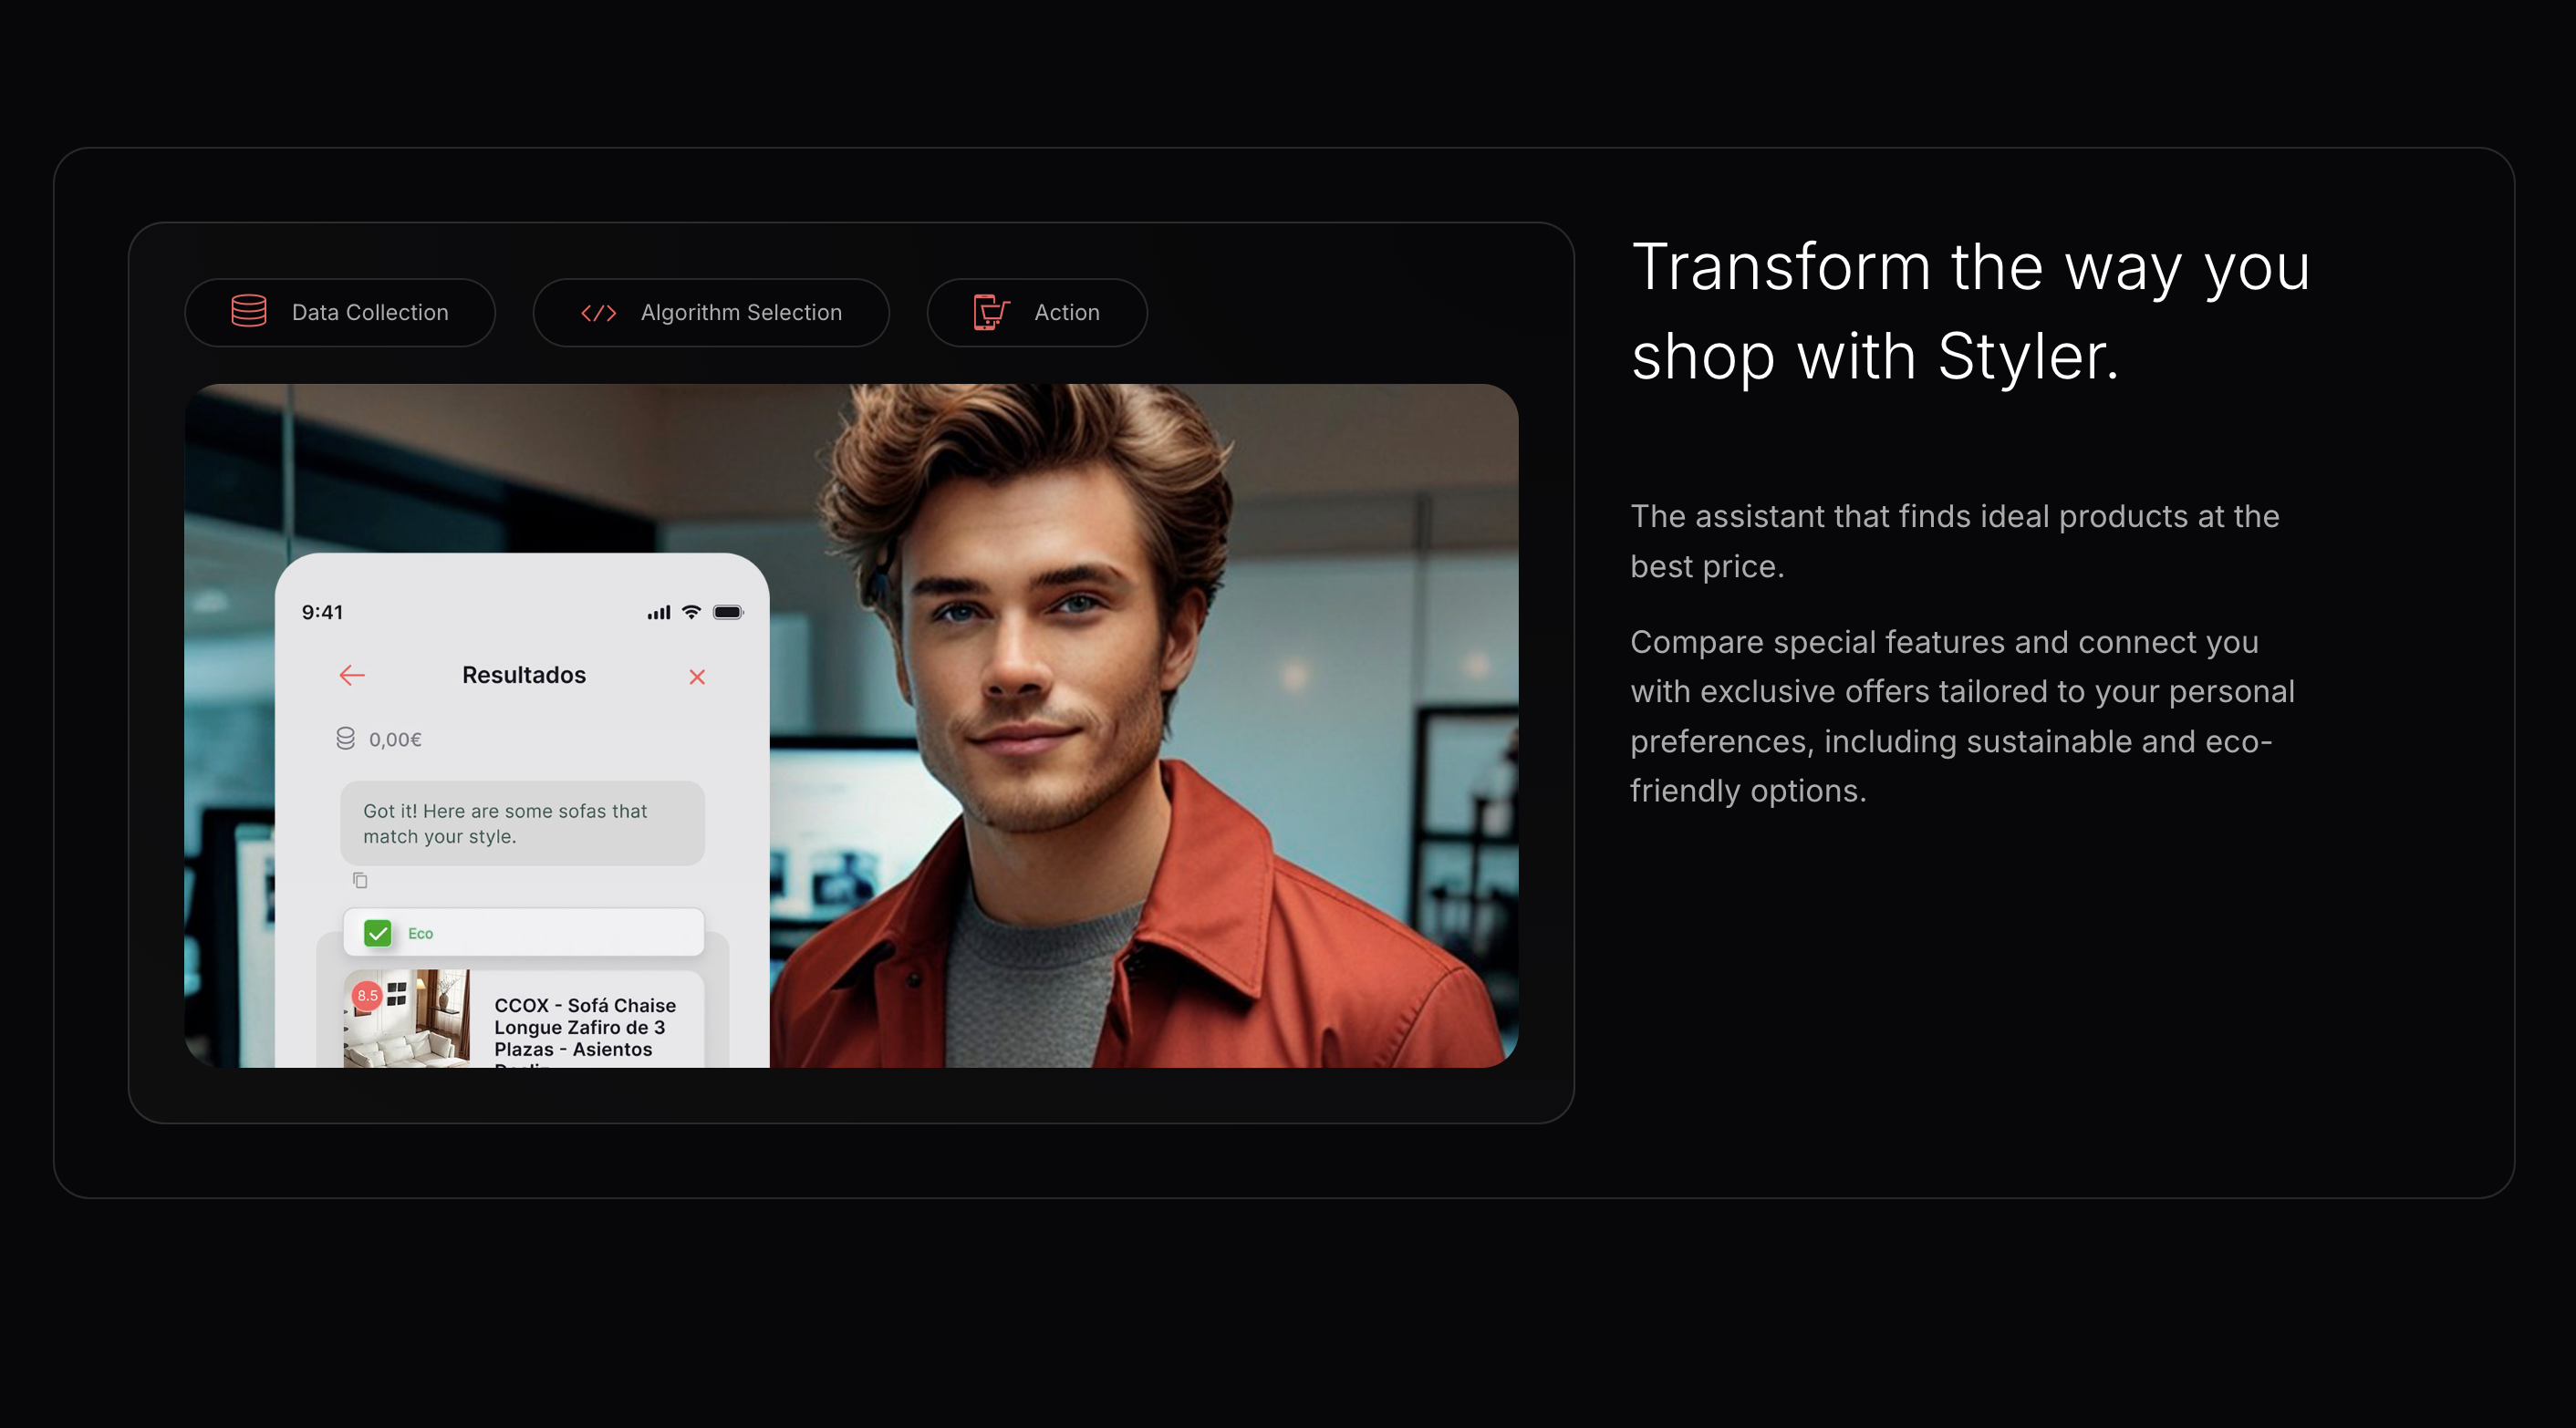 Data Collection
Algorithm Selection
Action
Transform the way you
shop with Styler.
The assistant that finds ideal products at the
best price.
Compare special features and connect you
with exclusive offers tailored to your personal
preferences, including sustainable and eco-
friendly options.
9:41
Resultados
0,00€
Got it! Here are some sofas that
match your style.
Eco
8.5
CCOX - Sofá Chaise
Longue Zafiro de 3
Plazas - Asientos